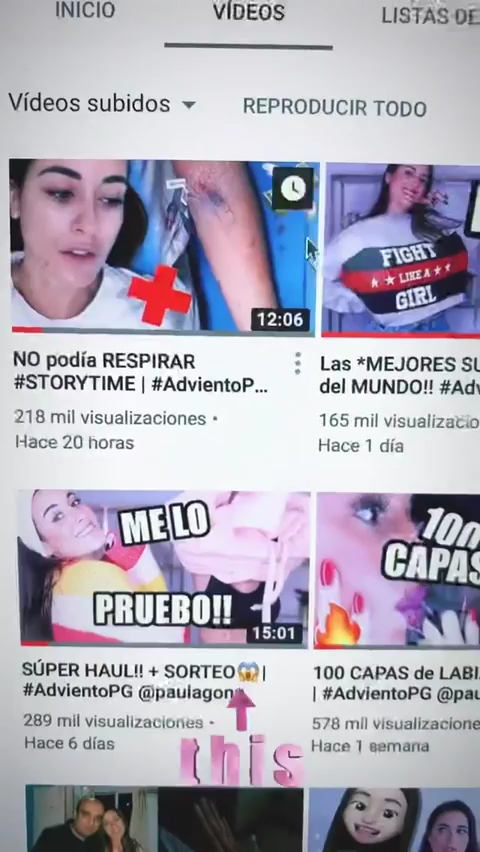 INICIO
VÍDEOS
LISTAS DE
Vídeos subidos
REPRODUCIR TODO
FIGHT
LIKE A
GIRL
12:06
NO podía RESPIRAR
#STORYTIME | #AdvientoP...
218 mil visualizaciones •
Hace 20 horas
Las *MEJORES SU
del MUNDO!! #Adv
165 mil visualizacio
Hace 1 día
ME LO
PRUEBO!!
15:01
100
CAPAS
SÚPER HAUL!! + SORTEO😱|
#AdvientoPG @paulagon
289 mil visualizaciones •
Hace 6 días
100 CAPAS de LABI
| #AdvientoPG @pau
578 mil visualizacione
Hace 1 semana
this